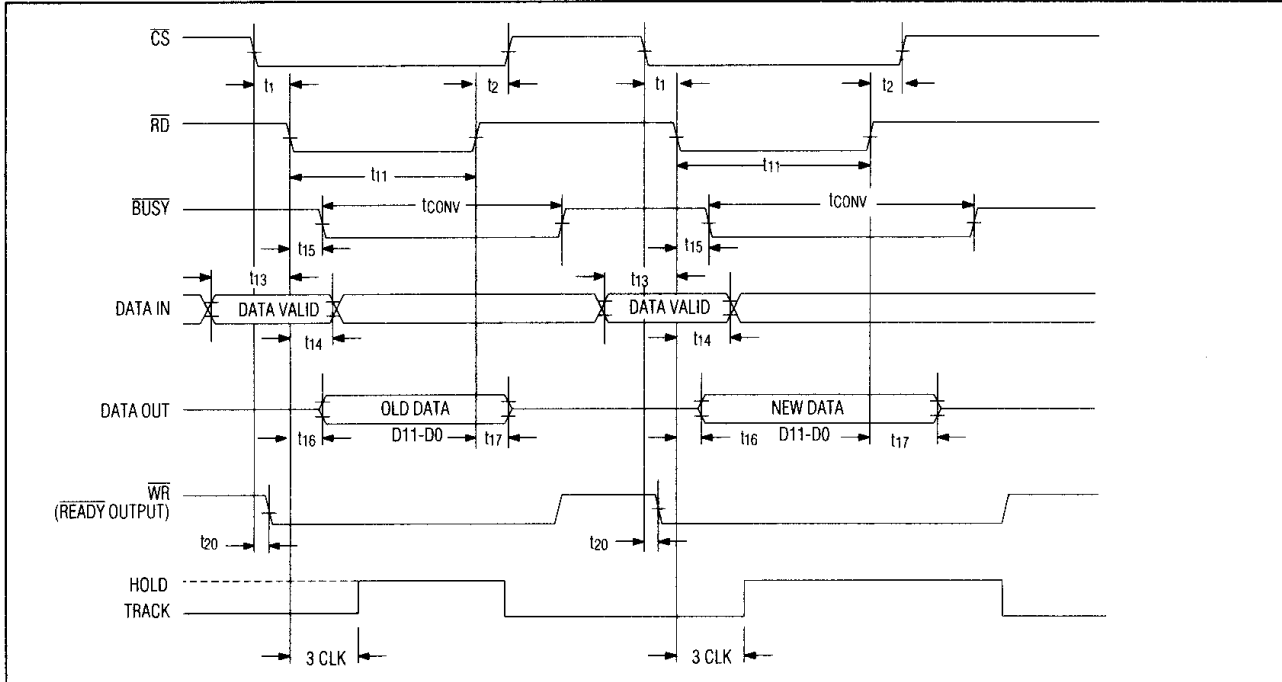 CS
t1
t2
t1
t2
RD
t11
t11
BUSY
tCONV
tCONV
t15
t15
t13
t13
DATA IN
DATA VALID
DATA VALID
t14
t14
DATA OUT
OLD DATA
NEW DATA
t16
D11-D0
t17
t16
D11-D0
t17
WR
(READY OUTPUT)
t20
t20
HOLD
TRACK
3 CLK
3 CLK